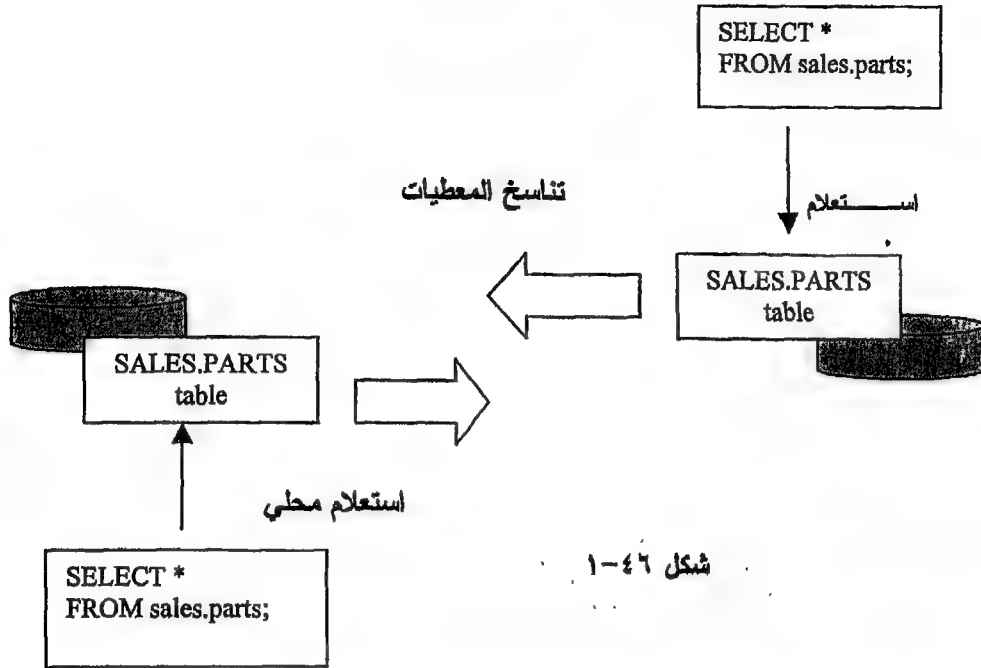 SELECT *
FROM sales.parts;
تناسخ المعطيات
استعلام
SALES.PARTS
table
SALES.PARTS
table
استعلام محلي
شكل ٤٦-١
SELECT *
FROM sales.parts;